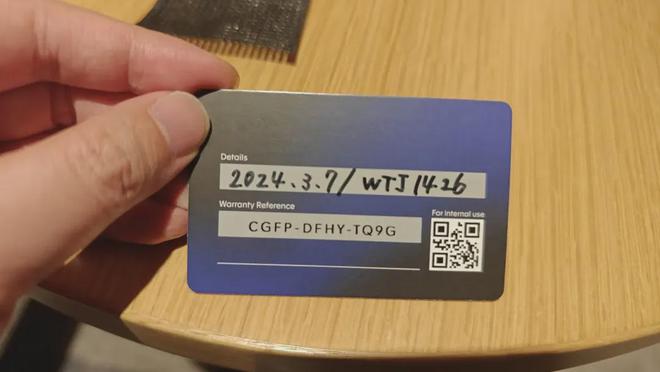 Details
2024.3.7/ WTJ1426
Warranty Reference
For Internal use
CGFP-DFHY-TQ9G